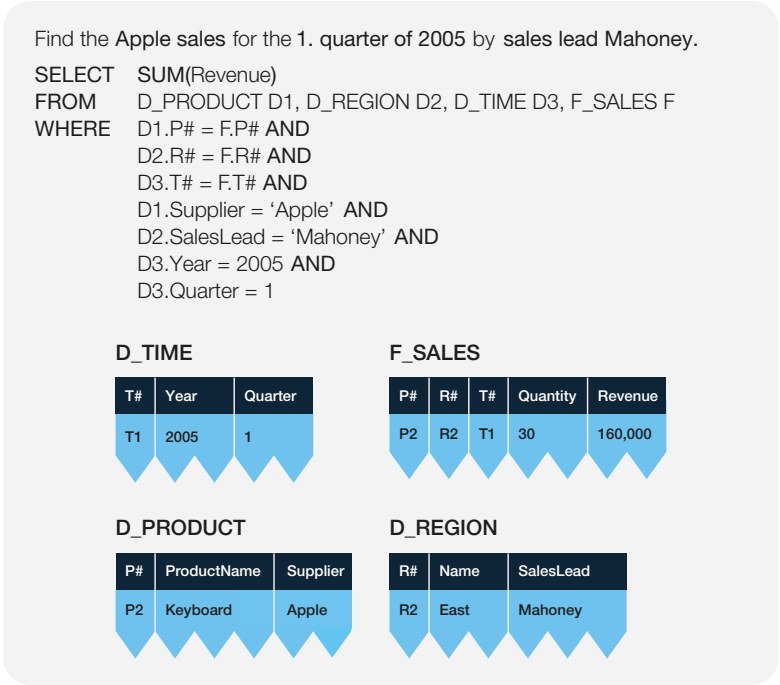 Find the Apple sales for the 1. quarter of 2005 by sales lead Mahoney.
SELECT SUM(Revenue)
FROM D_PRODUCT D1, D_REGION D2, D_TIME D3, F_SALES F
WHERE D1.P# = F.P# AND
D2.R# = F.R# AND
D3.T# = F.T# AND
D1.Supplier = ‘Apple’ AND
D2.SalesLead = ‘Mahoney’ AND
D3.Year = 2005 AND
D3.Quarter = 1
D_TIME
T# Year Quarter
T1 2005 1
F_SALES
P# R# T# Quantity Revenue
P2 R2 T1 30 160,000
D_PRODUCT
P# ProductName Supplier
P2 Keyboard Apple
D_REGION
R# Name SalesLead
R2 East Mahoney